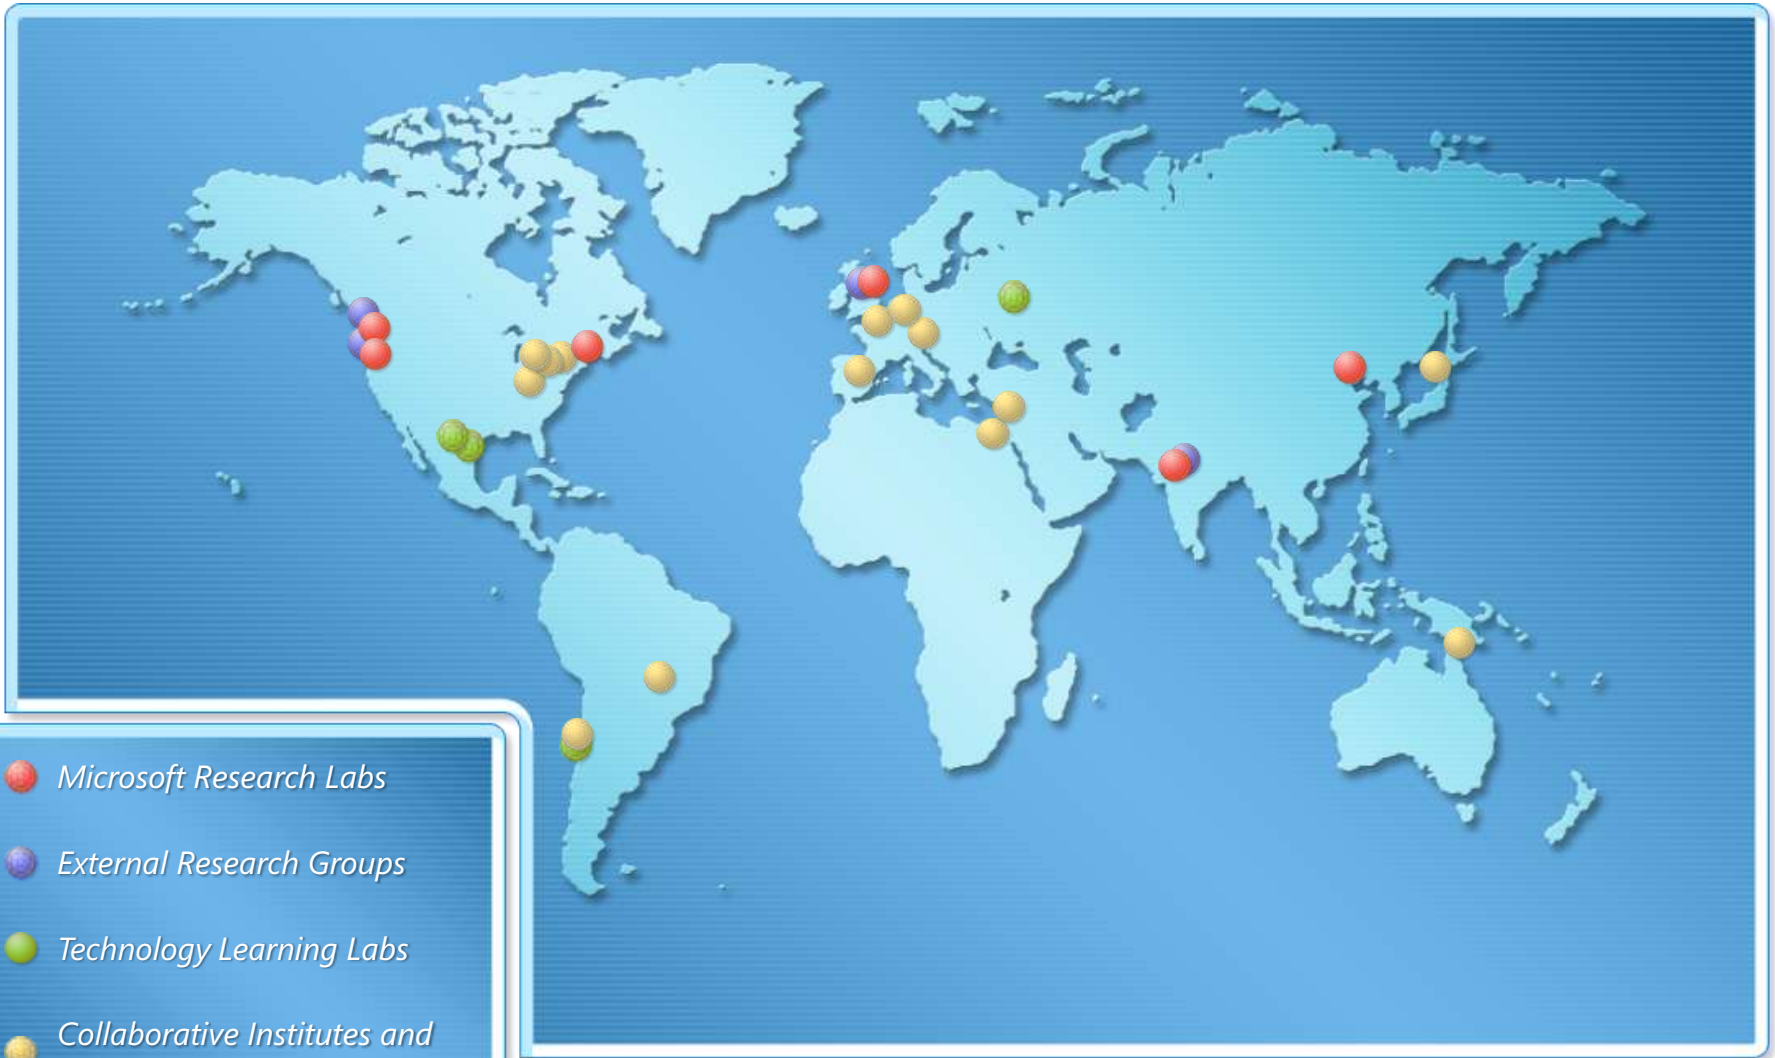 Microsoft Research Labs
External Research Groups
Technology Learning Labs
Collaborative Institutes and